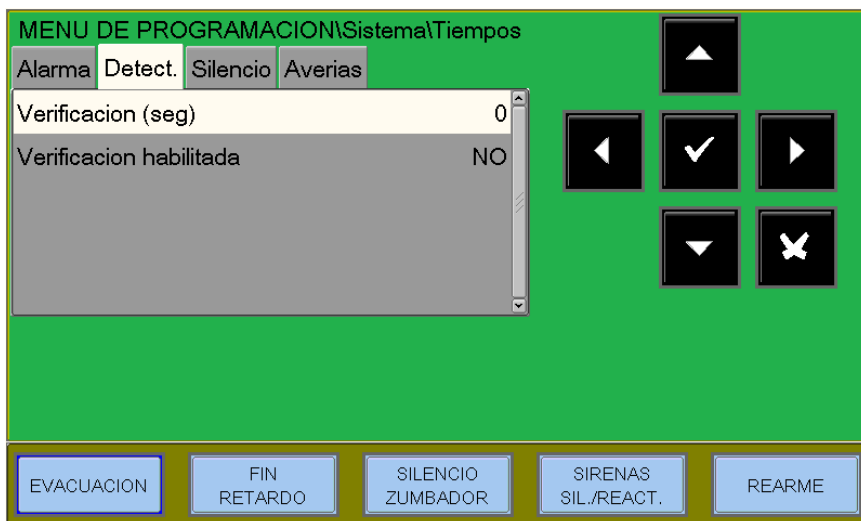 MENU DE PROGRAMACION\Sistema\Tiempos
Alarma Detect. Silencio Averias
Verificacion (seg) 0
Verificacion habilitada NO
EVACUACION
FIN
RETARDO
SILENCIO
ZUMBADOR
SIRENAS
SIL./REACT.
REARME